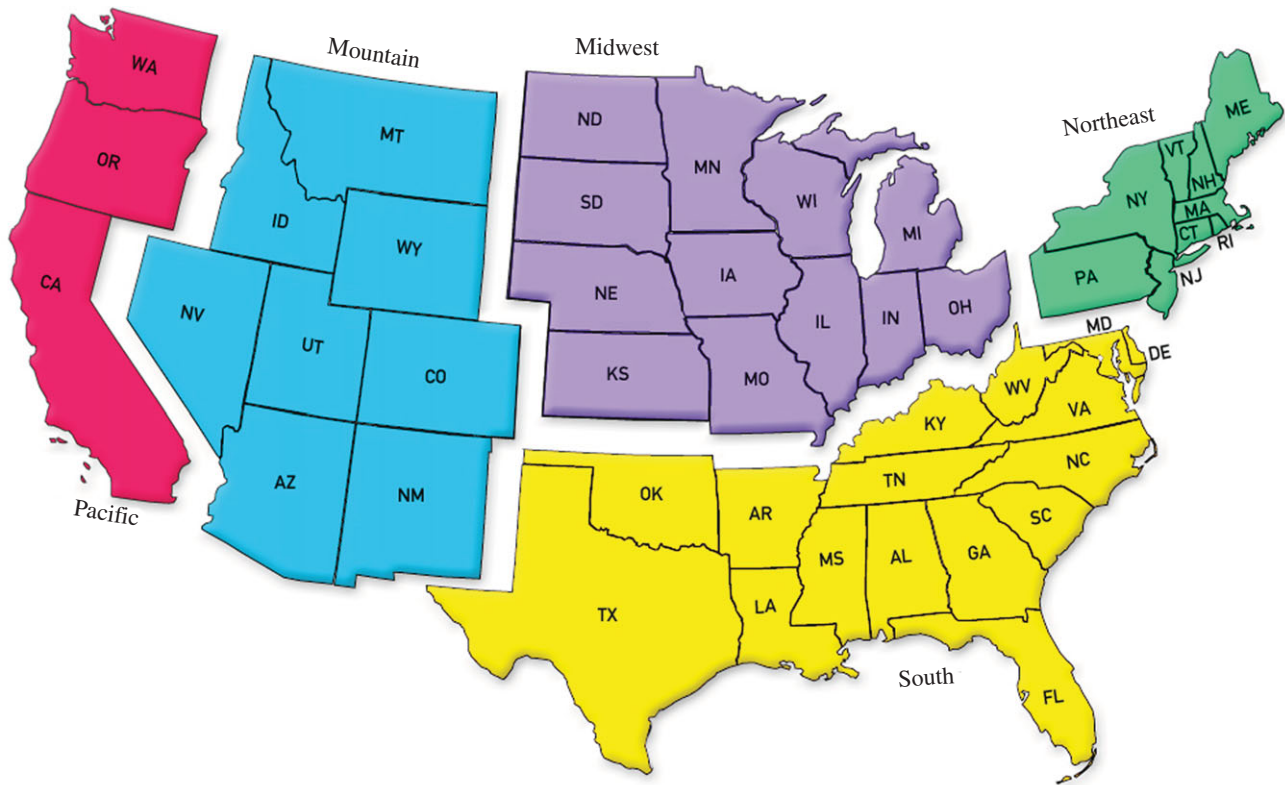 Mountain
Midwest
Northeast
Pacific
South
WA
OR
CA
MT
ID
WY
NV
UT
CO
AZ
NM
ND
SD
NE
KS
MN
IA
MO
WI
IL
MI
IN
OH
ME
VT
NH
NY
MA
CT
RI
PA
NJ
MD
DE
WV
VA
KY
NC
TN
SC
OK
AR
TX
LA
MS
AL
GA
FL